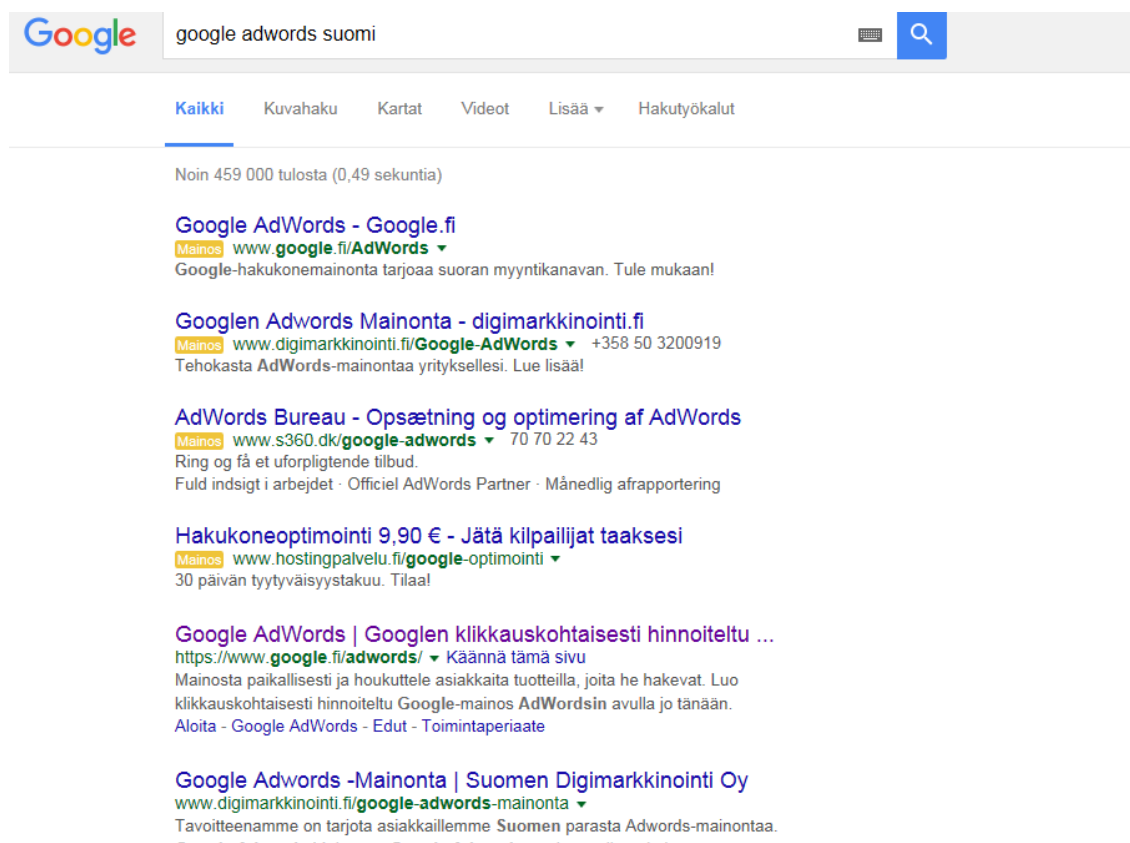 Google google adwords suomi
Kaikki Kuvahaku Kartat Videot Lisää Hakutyökalut
Noin 459 000 tulosta (0,49 sekuntia)
Google AdWords - Google.fi
Mainos www.google.fi/AdWords
Google-hakukonemainonta tarjoaa suoran myyntikanavan. Tule mukaan!
Googlen Adwords Mainonta - digimarkkinointi.fi
Mainos www.digimarkkinointi.fi/Google-AdWords +358 50 3200919
Tehokasta AdWords-mainontaa yrityksellesi. Lue lisää!
AdWords Bureau - Opsætning og optimering af AdWords
Mainos www.s360.dk/google-adwords 70 70 22 43
Ring og få et uforpligtende tilbud.
Fuld indsigt i arbejdet · Officiel AdWords Partner · Månedlig afrapportering
Hakukoneoptimointi 9,90 € - Jätä kilpailijat taaksesi
Mainos www.hostingpalvelu.fi/google-optimointi
30 päivän tyytyväisyystakuu. Tilaa!
Google AdWords | Googlen klikkauskohtaisesti hinnoiteltu ...
https://www.google.fi/adwords/ Käännä tämä sivu
Mainosta paikallisesti ja houkuttele asiakkaita tuotteilla, joita he hakevat. Luo
klikkauskohtaisesti hinnoiteltu Google-mainos AdWordsin avulla jo tänään.
Aloita - Google AdWords - Edut - Toimintaperiaate
Google Adwords -Mainonta | Suomen Digimarkkinointi Oy
www.digimarkkinointi.fi/google-adwords-mainonta
Tavoitteenamme on tarjota asiakkaillemme Suomen parasta Adwords-mainontaa.